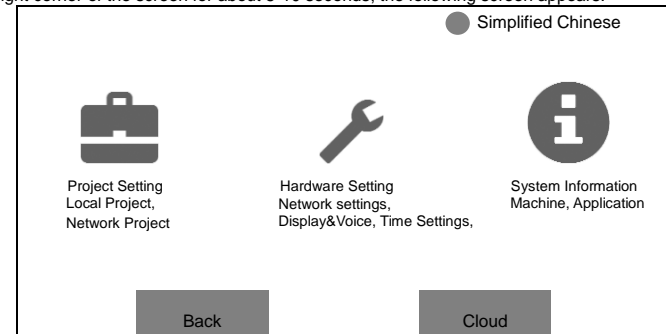 ight corner of the screen for about 5-10 seconds, the following screen appears:
Simplified Chinese
Project Setting
Local Project,
Network Project
Hardware Setting
Network settings,
Display&Voice, Time Settings,
System Information
Machine, Application
Back
Cloud